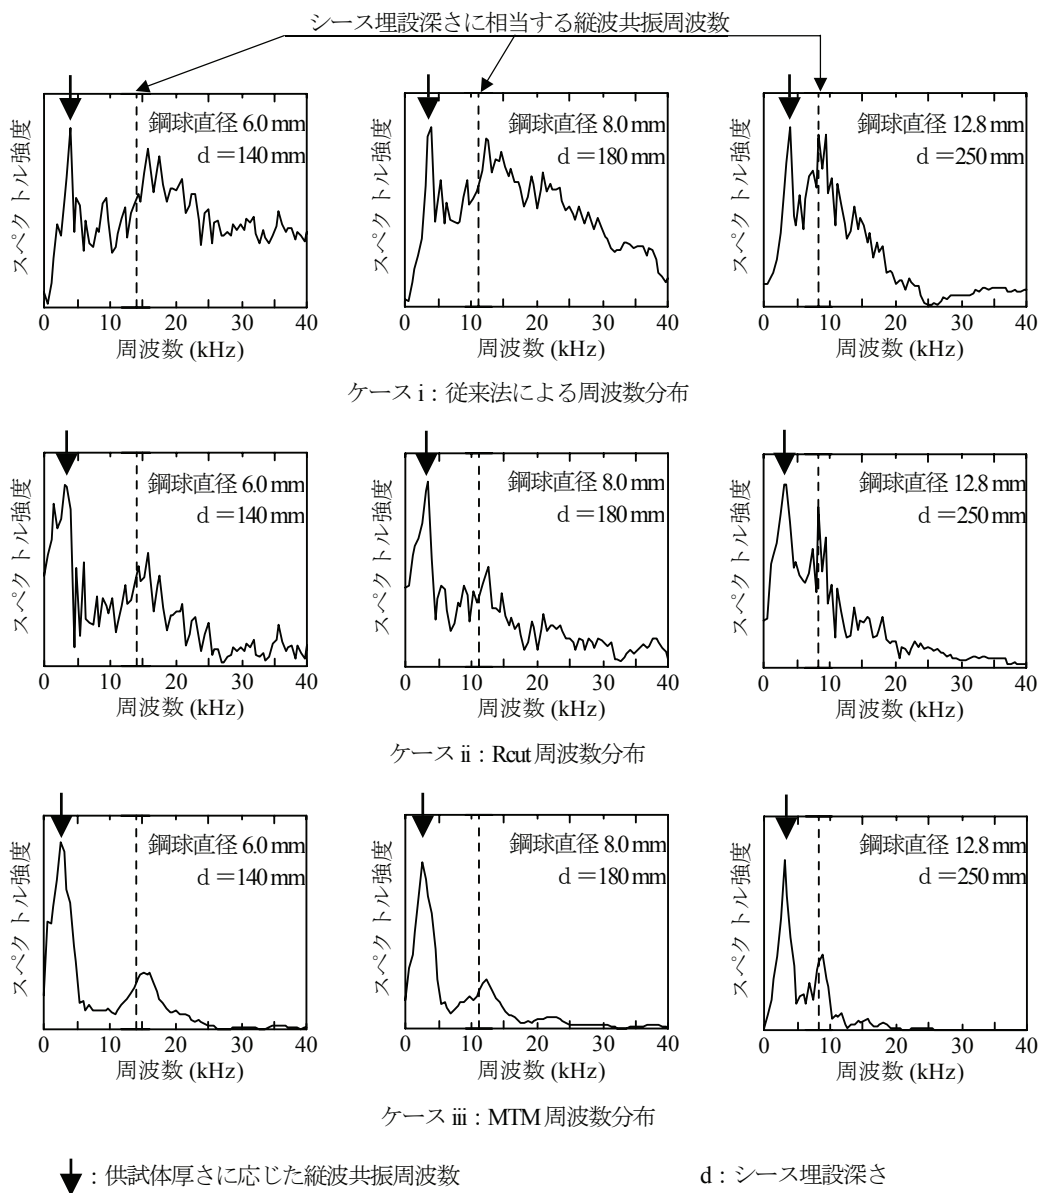 シース埋設深さに相当する縦波共振周波数
スペクトル強度
鋼球直径 6.0 mm
d =140 mm
0 10 20 30 40
周波数 (kHz)
スペクトル強度
鋼球直径 8.0 mm
d =180 mm
0 10 20 30 40
周波数 (kHz)
スペクトル強度
鋼球直径 12.8 mm
d =250 mm
0 10 20 30 40
周波数 (kHz)
ケース i : 従来法による周波数分布
スペクトル強度
鋼球直径 6.0 mm
d =140 mm
0 10 20 30 40
周波数 (kHz)
スペクトル強度
鋼球直径 8.0 mm
d =180 mm
0 10 20 30 40
周波数 (kHz)
スペクトル強度
鋼球直径 12.8 mm
d =250 mm
0 10 20 30 40
周波数 (kHz)
ケース ii : Rcut 周波数分布
スペクトル強度
鋼球直径 6.0 mm
d =140 mm
0 10 20 30 40
周波数 (kHz)
スペクトル強度
鋼球直径 8.0 mm
d =180 mm
0 10 20 30 40
周波数 (kHz)
スペクトル強度
鋼球直径 12.8 mm
d =250 mm
0 10 20 30 40
周波数 (kHz)
ケース iii : MTM 周波数分布
: 供試体厚さに応じた縦波共振周波数
d : シース埋設深さ